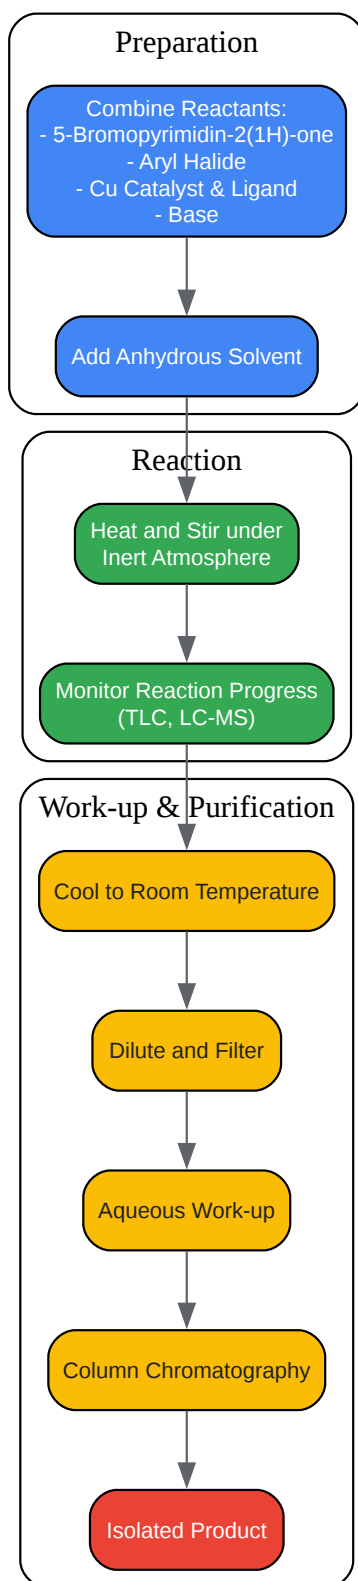 Preparation
Combine Reactants:
- 5-Bromopyrimidin-2(1H)-one
- Aryl Halide
- Cu Catalyst & Ligand
- Base
Add Anhydrous Solvent
Reaction
Heat and Stir under
Inert Atmosphere
Monitor Reaction Progress
(TLC, LC-MS)
Work-up & Purification
Cool to Room Temperature
Dilute and Filter
Aqueous Work-up
Column Chromatography
Isolated Product